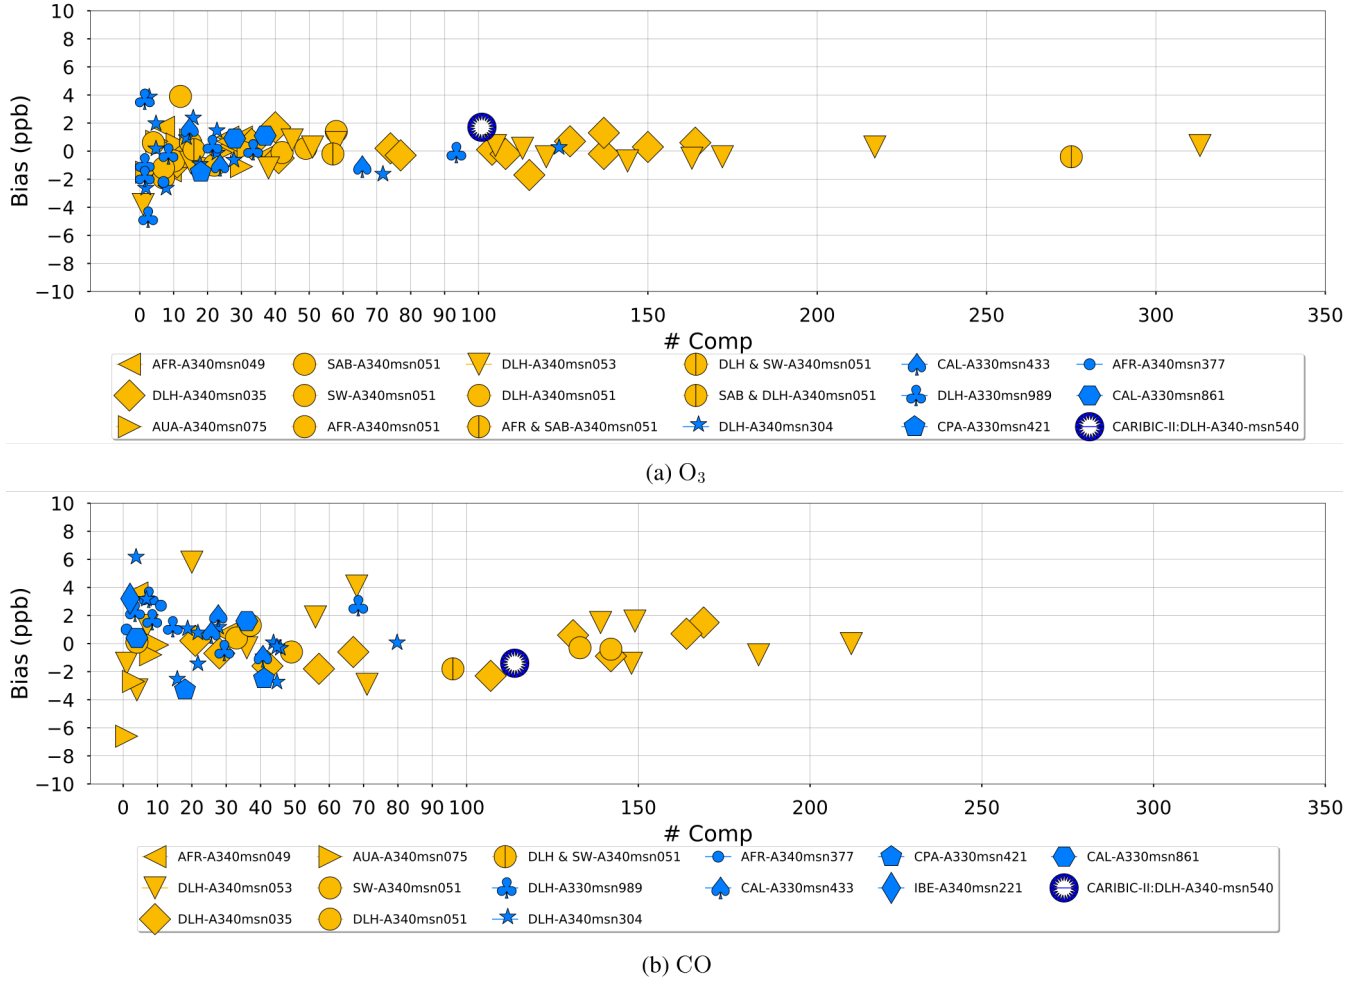 10
8
6
4
2
0
−2
−4
−6
−8
−10
Bias (ppb)
0 10 20 30 40 50 60 70 80 90 100 150 200 250 300 350
# Comp
AFR-A340msn049 SAB-A340msn051 DLH-A340msn053 DLH & SW-A340msn051 CAL-A330msn433 AFR-A340msn377
DLH-A340msn035 SW-A340msn051 DLH-A340msn051 SAB & DLH-A340msn051 DLH-A330msn989 CAL-A330msn861
AUA-A340msn075 AFR-A340msn051 AFR & SAB-A340msn051 DLH-A340msn304 CPA-A330msn421 CARIBIC-II:DLH-A340-msn540
(a) O₃
10
8
6
4
2
0
−2
−4
−6
−8
−10
Bias (ppb)
0 10 20 30 40 50 60 70 80 90 100 150 200 250 300 350
# Comp
AFR-A340msn049 AUA-A340msn075 DLH & SW-A340msn051 AFR-A340msn377 CPA-A330msn421 CAL-A330msn861
DLH-A340msn053 SW-A340msn051 DLH-A330msn989 CAL-A330msn433 IBE-A340msn221 CARIBIC-II:DLH-A340-msn540
DLH-A340msn035 DLH-A340msn051 DLH-A340msn304
(b) CO